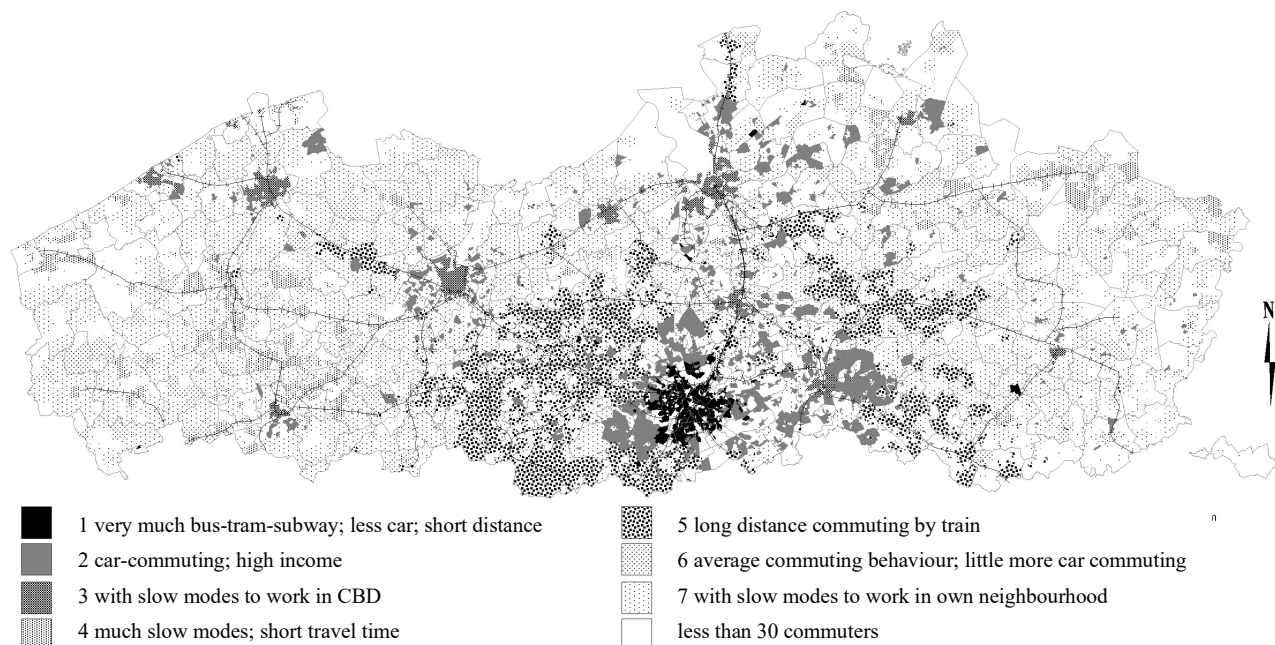 N
1 very much bus-tram-subway; less car; short distance
2 car-commuting; high income
3 with slow modes to work in CBD
4 much slow modes; short travel time
5 long distance commuting by train
6 average commuting behaviour; little more car commuting
7 with slow modes to work in own neighbourhood
less than 30 commuters